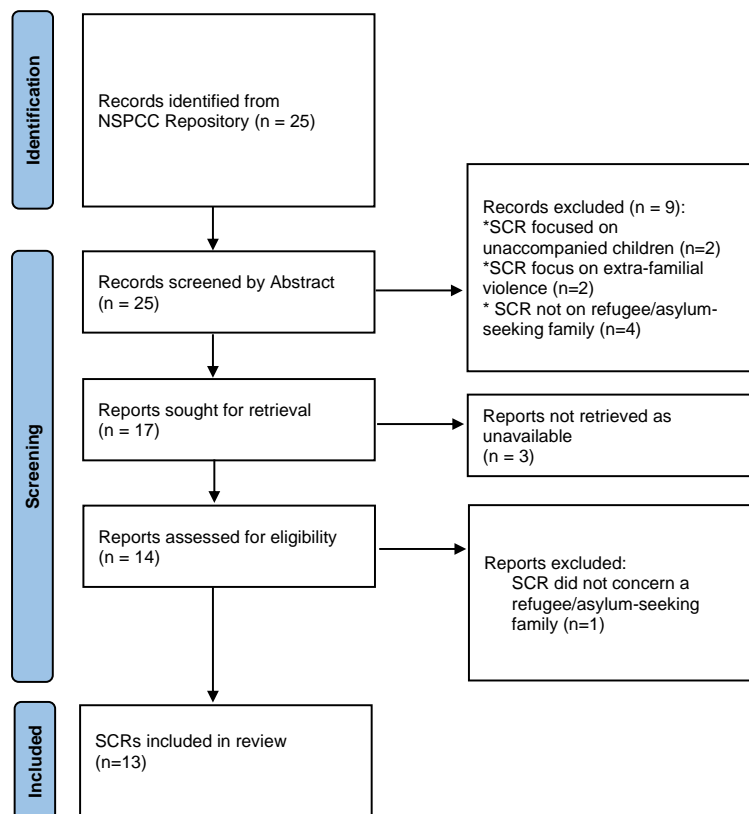 Identification
Records identified from
NSPCC Repository (n = 25)
Records excluded (n = 9):
*SCR focused on
unaccompanied children (n=2)
*SCR focus on extra-familial
violence (n=2)
* SCR not on refugee/asylum-
seeking family (n=4)
Screening
Records screened by Abstract
(n = 25)
Reports sought for retrieval
(n = 17)
Reports not retrieved as
unavailable
(n = 3)
Reports assessed for eligibility
(n = 14)
Reports excluded:
SCR did not concern a
refugee/asylum-seeking
family (n=1)
Included
SCRs included in review
(n=13)